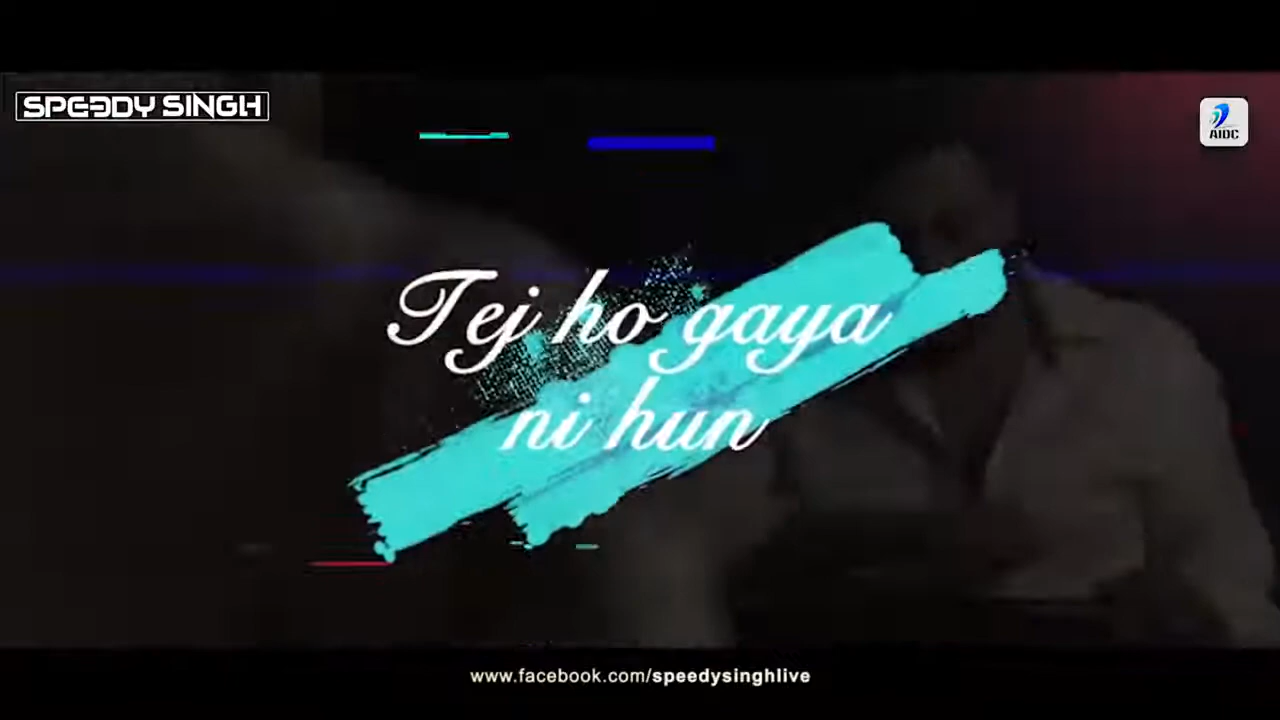 SPEEDY SINGH
AIDC
Tej ho gaya
ni hun
www.facebook.com/speedysinghlive